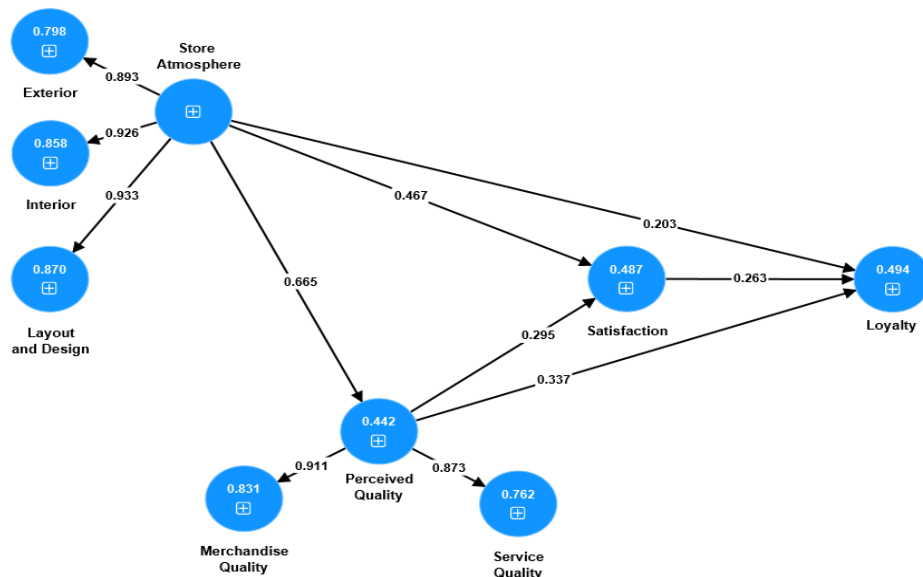 0.798
Exterior
Store
Atmosphere
0.893
0.858
Interior
0.926
0.933
0.870
Layout
and Design
0.467
0.203
0.665
0.487
Satisfaction
0.263
0.494
Loyalty
0.295
0.337
0.442
Perceived
Quality
0.911
0.873
0.831
Merchandise
Quality
0.762
Service
Quality